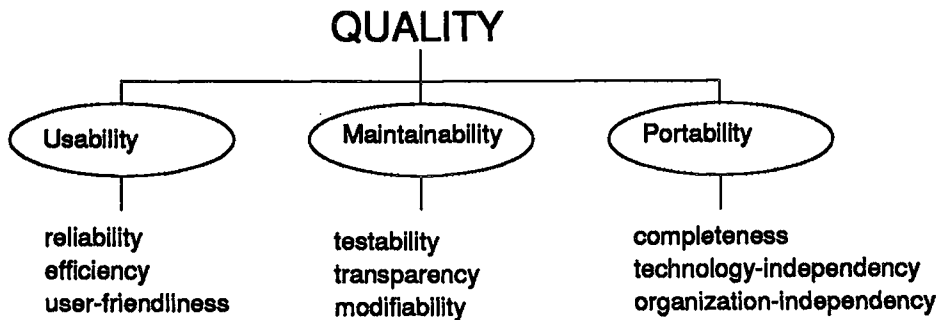 QUALITY
Usability
Maintainability
Portability
reliability
efficiency
user-friendliness
testability
transparency
modifiability
completeness
technology-independency
organization-independency